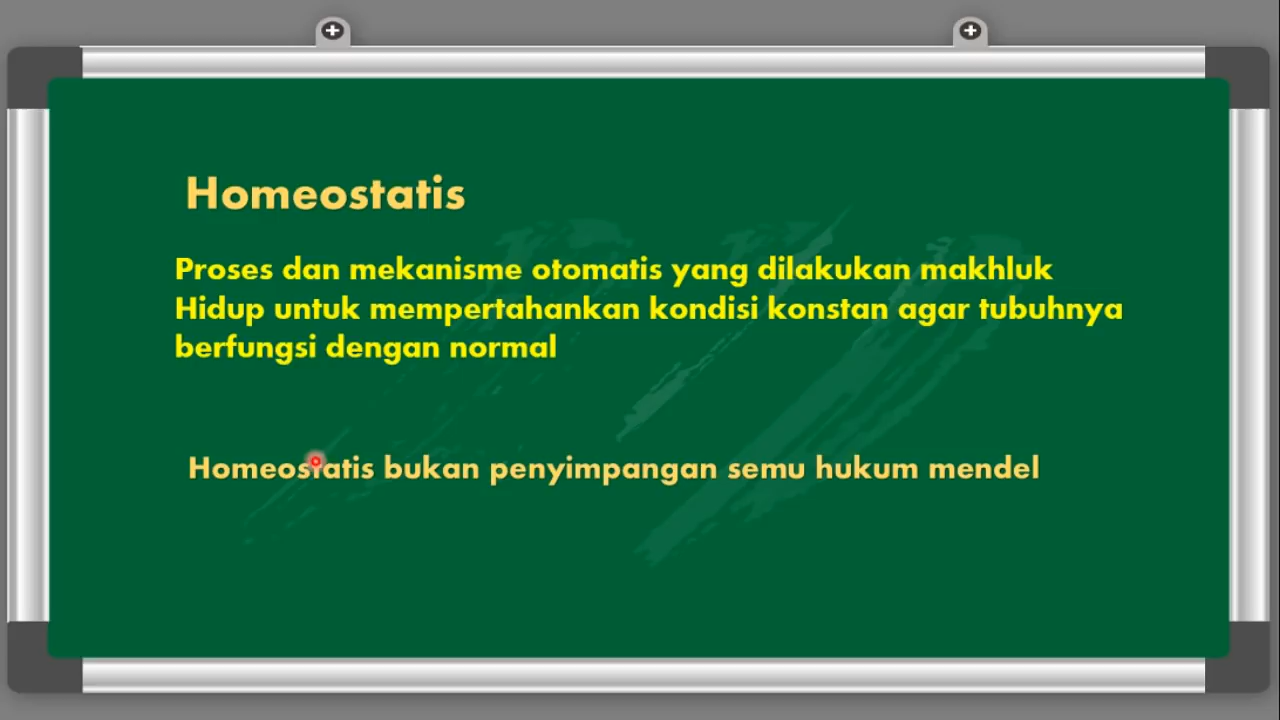 Homeostatis
Proses dan mekanisme otomatis yang dilakukan makhluk
Hidup untuk mempertahankan kondisi konstan agar tubuhnya
berfungsi dengan normal
Homeostatis bukan penyimpangan semu hukum mendel